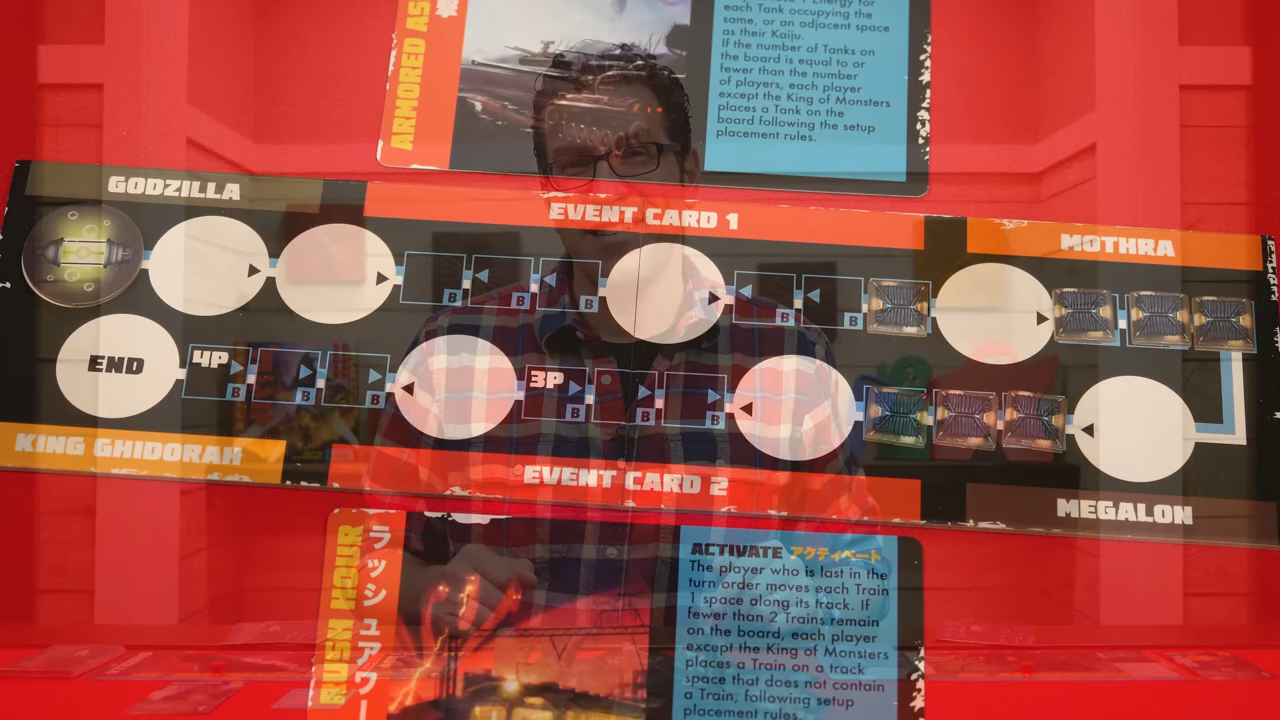 ARMORED AS
撃
each Tank occupying the
same, or an adjacent space
as their Kaiju.
If the number of Tanks on
the board is equal to or
fewer than the number
of players, each player
except the King of Monsters
places a Tank on the
board following the setup
placement rules.
GODZILLA
EVENT CARD 1
MOTHRA
B
B
B
B
B
END
4P
B
B
B
3P
B
B
B
KING GHIDORAH
EVENT CARD 2
MEGALON
RUSH HOUR
ラッシュアワー
ACTIVATE アクティベート
The player who is last in the
turn order moves each Train
1 space along its track. If
fewer than 2 Trains remain
on the board, each player
except the King of Monsters
places a Train on a track
space that does not contain
a Train, following setup
placement rules.